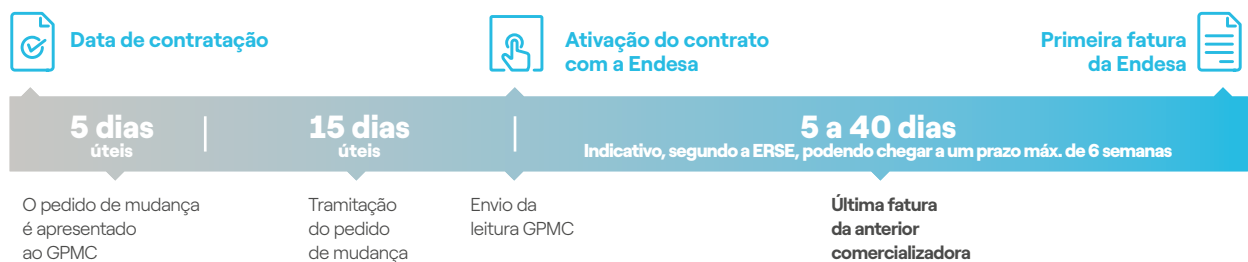 Data de contratação
Ativação do contrato
com a Endesa
Primeira fatura
da Endesa
5 dias
úteis
15 dias
úteis
5 a 40 dias
Indicativo, segundo a ERSE, podendo chegar a um prazo máx. de 6 semanas
O pedido de mudança
é apresentado
ao GPMC
Tramitação
do pedido
de mudança
Envio da
leitura GPMC
Última fatura
da anterior
comercializadora